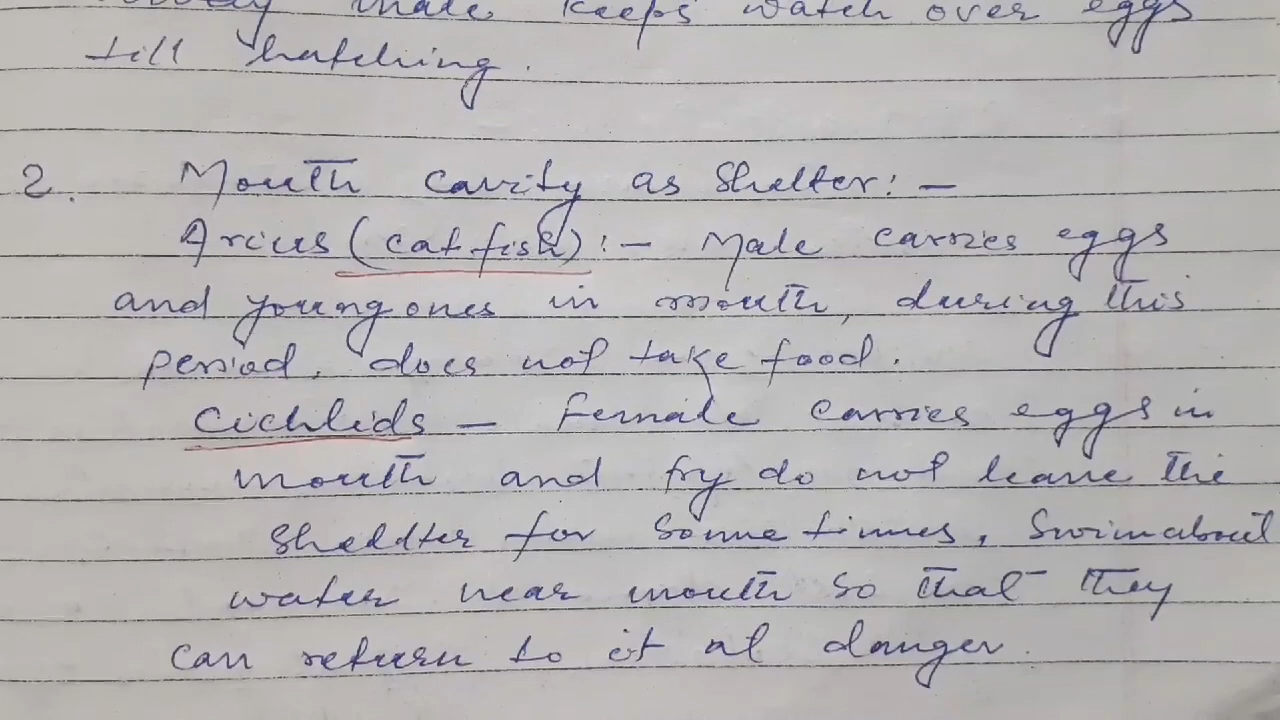 male keeps watch over eggs
till hatching.
2. Mouth cavity as Shelter:-
Arius (cat fish):- Male carries eggs
and young ones in mouth, during this
period, does not take food.
Cichlids - Female carries eggs in
mouth and fry do not leave the
sheldter for some times, swim about
water near mouth so that they
can return to it at danger.